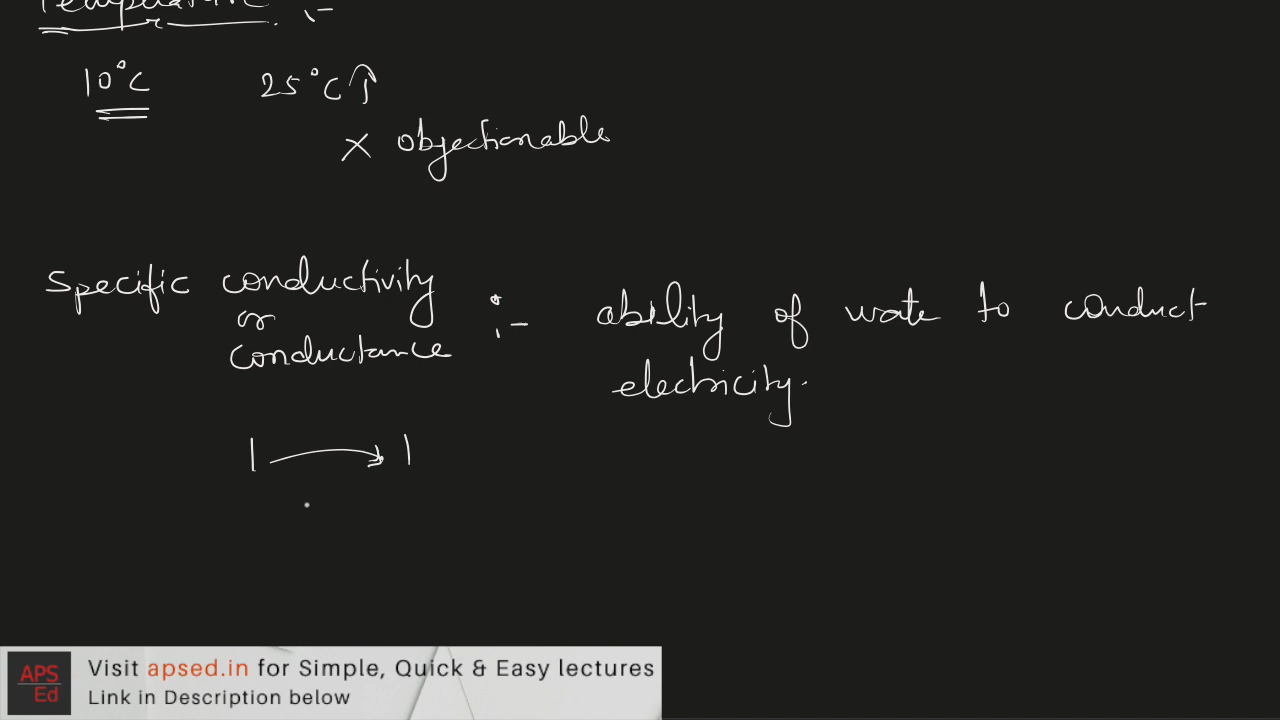 Temperature :-
10°C 25°C↑
× objectionable
Specific conductivity
or
conductance :- ability of wate to conduct
electricity.
| → |
APS
Ed
Visit apsed.in for Simple, Quick & Easy lectures
Link in Description below